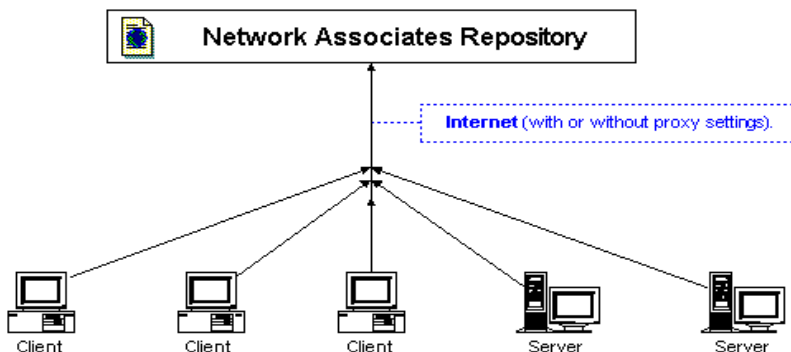 Network Associates Repository
Internet (with or without proxy settings).
Client
Client
Client
Server
Server